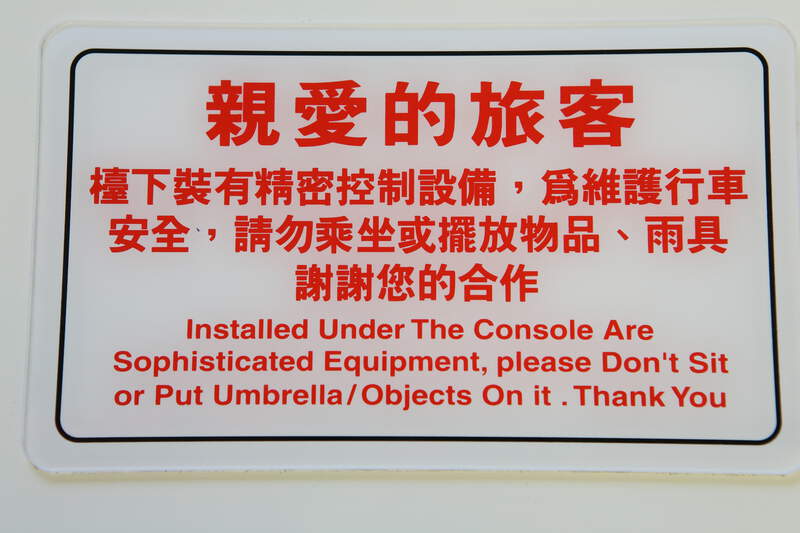 親愛的旅客
檯下裝有精密控制設備，為維護行車
安全，請勿乘坐或擺放物品、雨具
謝謝您的合作
Installed Under The Console Are
Sophisticated Equipment, please Don't Sit
or Put Umbrella/Objects On it . Thank You